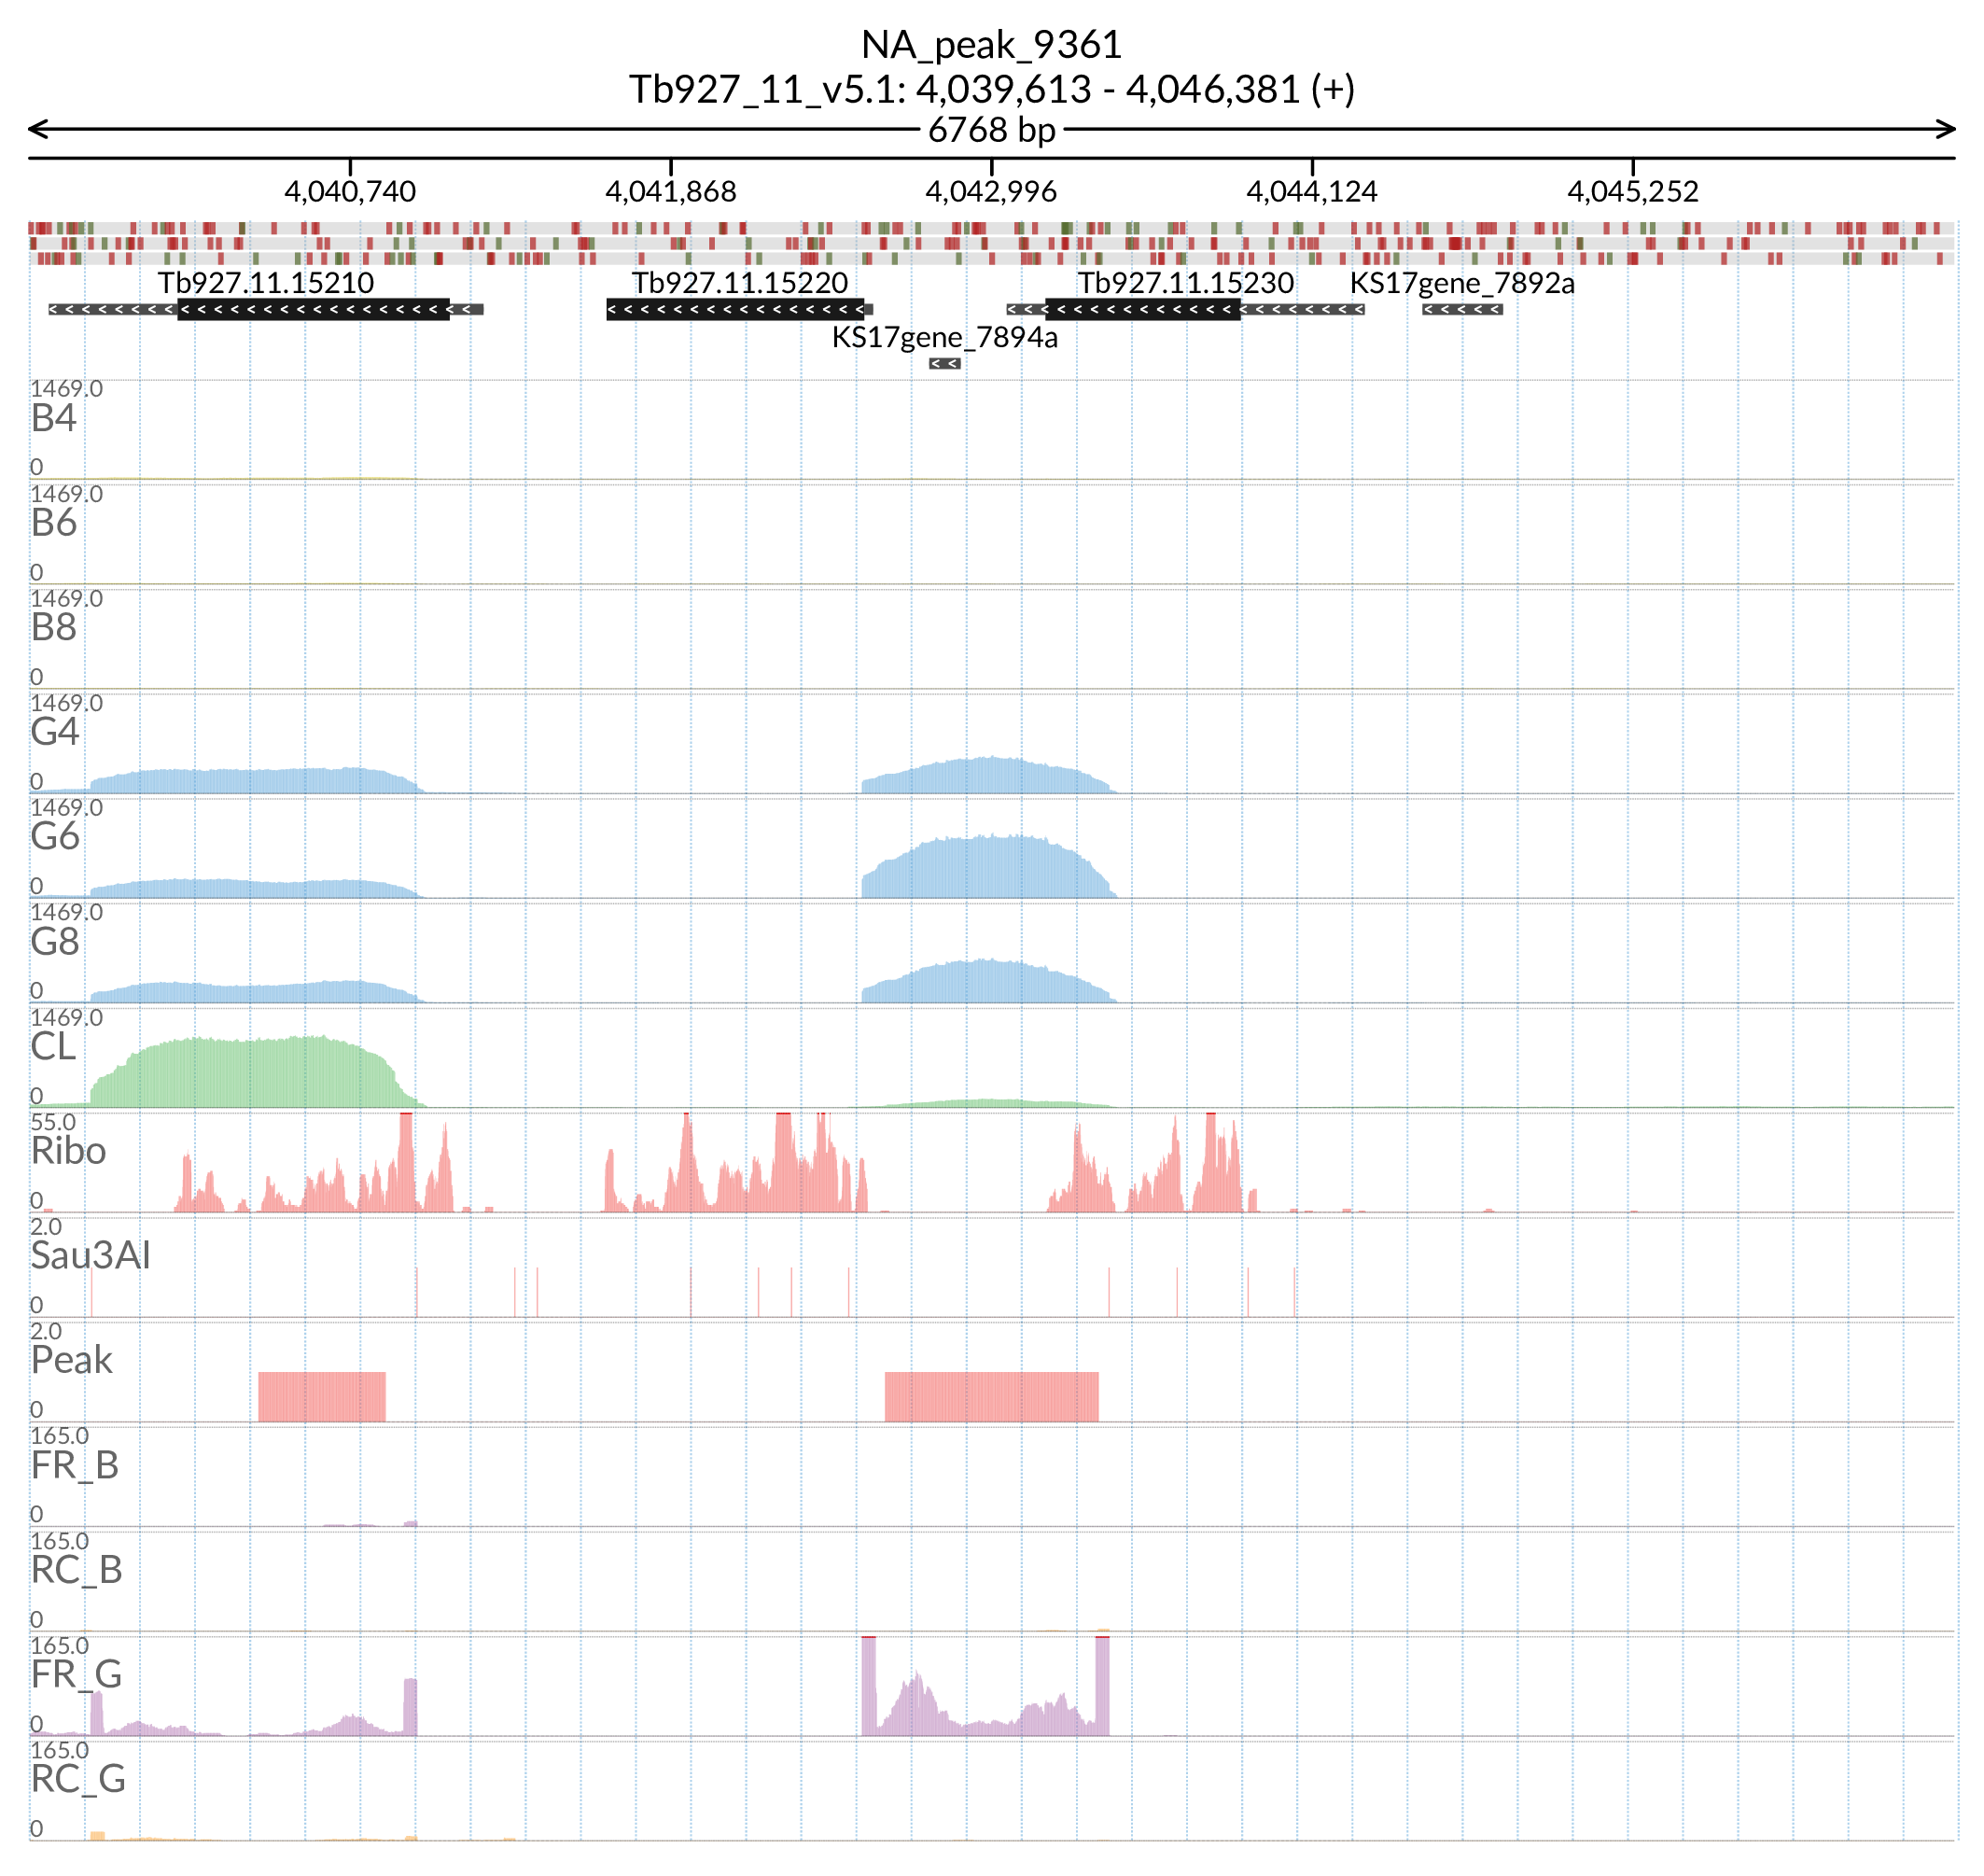 NA_peak_9361
Tb927_11_v5.1: 4,039,613 - 4,046,381 (+)
6768 bp
4,040,740 4,041,868 4,042,996 4,044,124 4,045,252
Tb927.11.15210 Tb927.11.15220 Tb927.11.15230 KS17gene_7892a
KS17gene_7894a
1469.0
B4
0
1469.0
B6
0
1469.0
B8
0
1469.0
G4
0
1469.0
G6
0
1469.0
G8
0
1469.0
CL
0
55.0
Ribo
0
2.0
Sau3AI
0
2.0
Peak
0
165.0
FR_B
0
165.0
RC_B
0
165.0
FR_G
0
165.0
RC_G
0